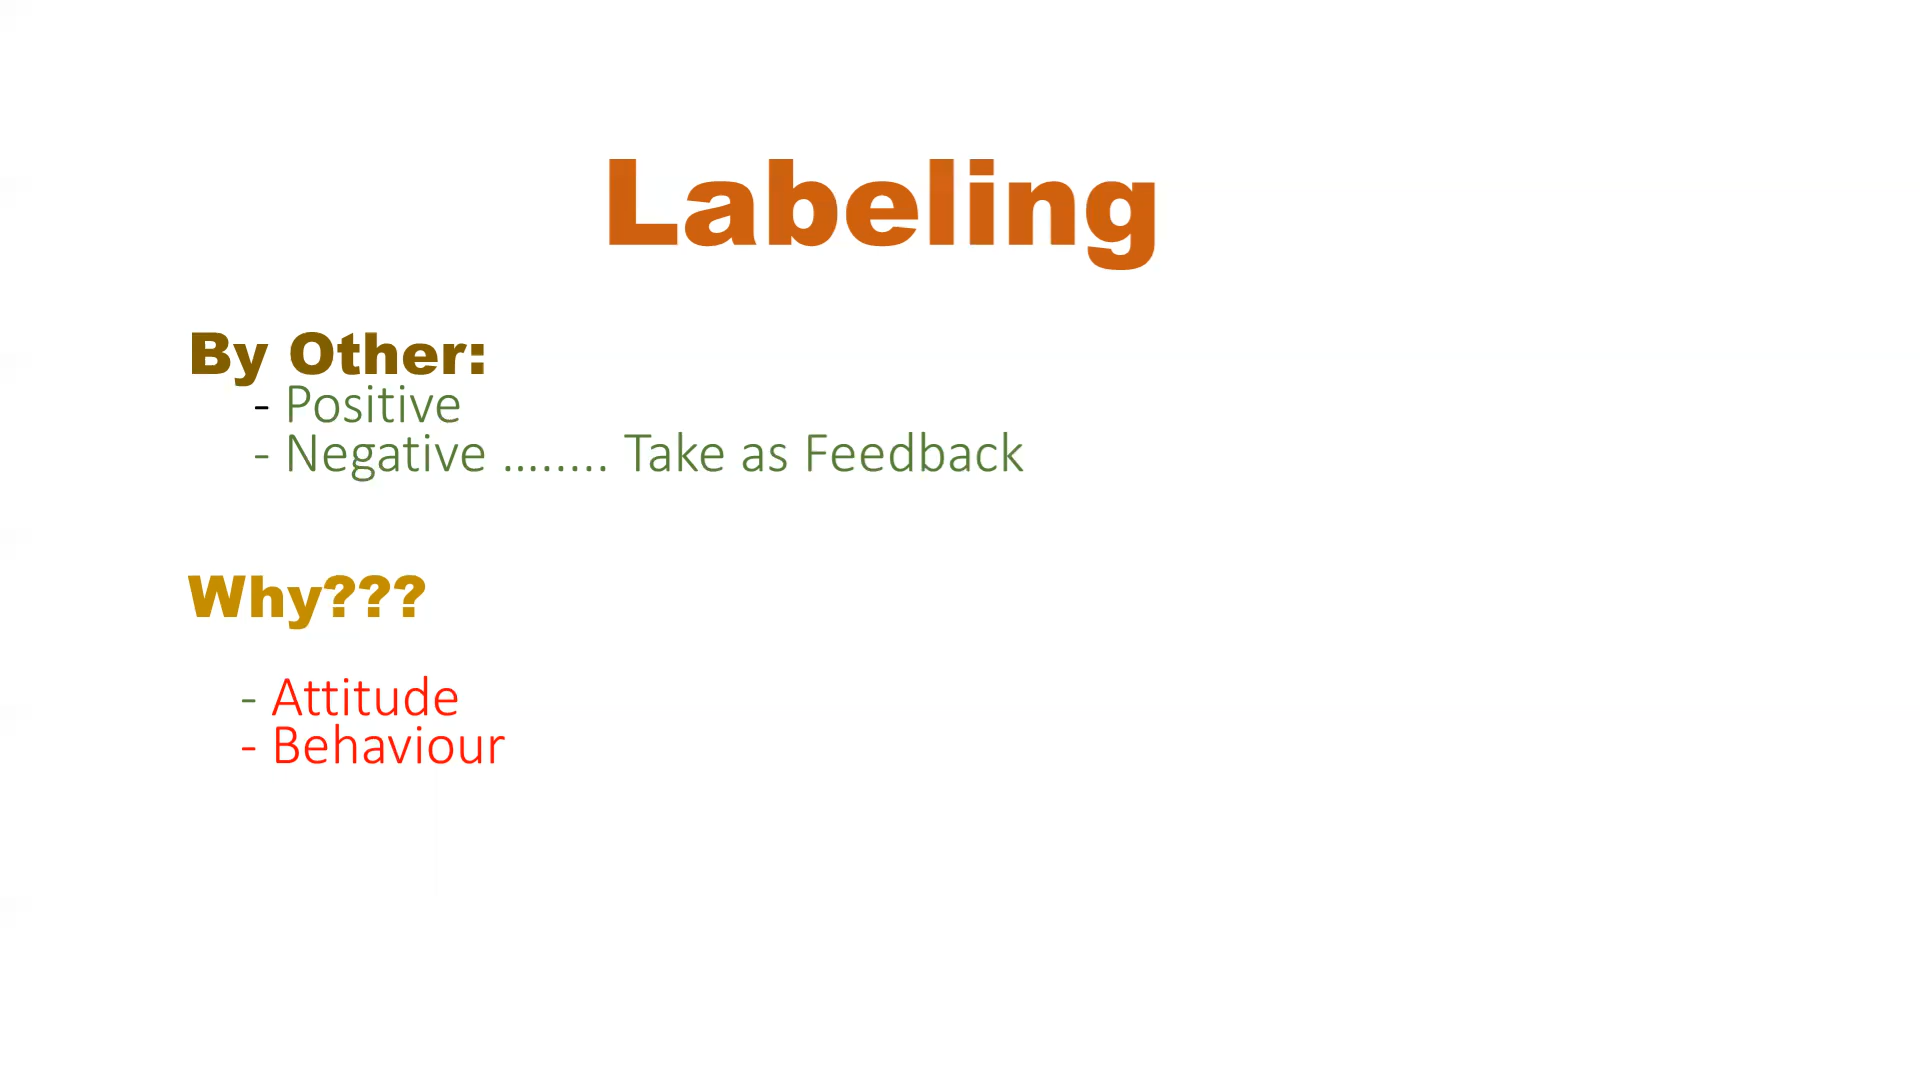 Labeling
By Other:
- Positive
- Negative ........ Take as Feedback
Why???
- Attitude
- Behaviour